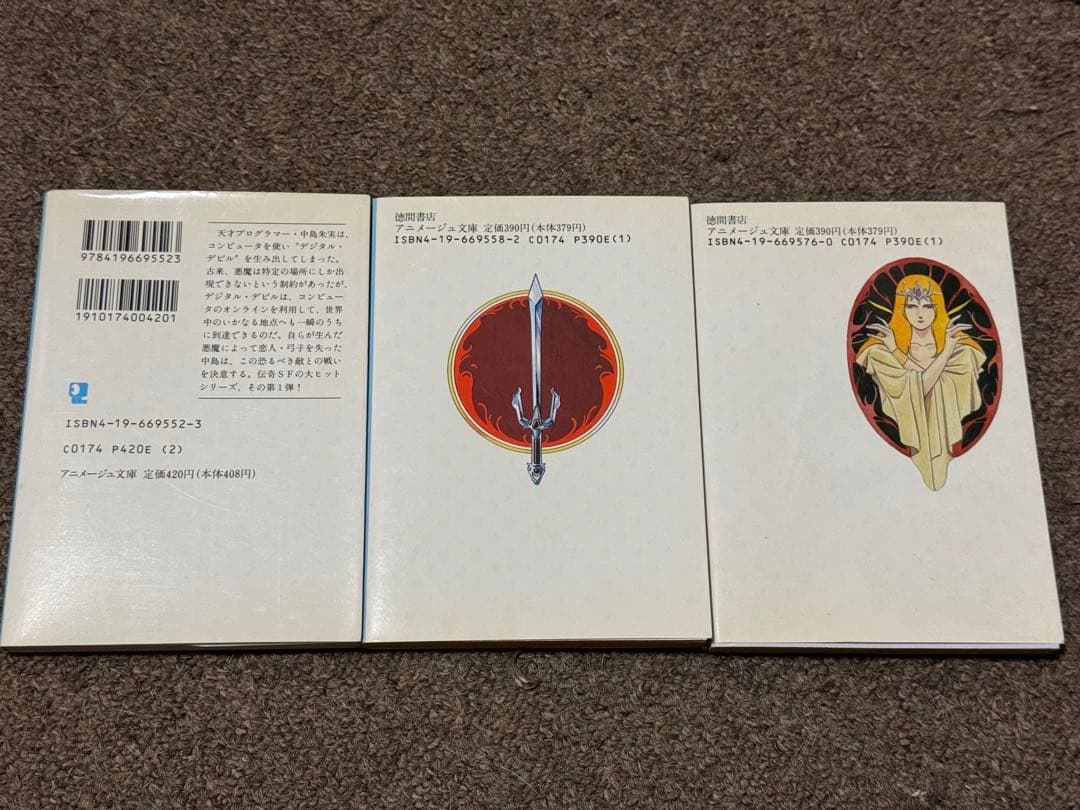 9784196695523
1910174004201
天才プログラマー・中島朱実は、
コンピュータを使い“デジタル・
デビル”を生み出してしまった。
古来、悪魔は特定の場所にしか出
現できないという制約があったが、
デジタル・デビルは、コンピュー
タのオンラインを利用して、世界
中のいかなる地点へも一瞬のうち
に到達できるのだ。自らが生んだ
悪魔によって恋人・弓子を失った
中島は、この恐るべき敵との戦い
を決意する。伝奇SFの大ヒット
シリーズ、その第1弾！
ISBN4-19-669552-3
C0174 P420E (2)
アニメージュ文庫 定価420円(本体408円)
徳間書店
アニメージュ文庫 定価390円(本体379円)
ISBN4-19-669558-2 C0174 P390E(1)
徳間書店
アニメージュ文庫 定価390円(本体379円)
ISBN4-19-669576-0 C0174 P390E(1)